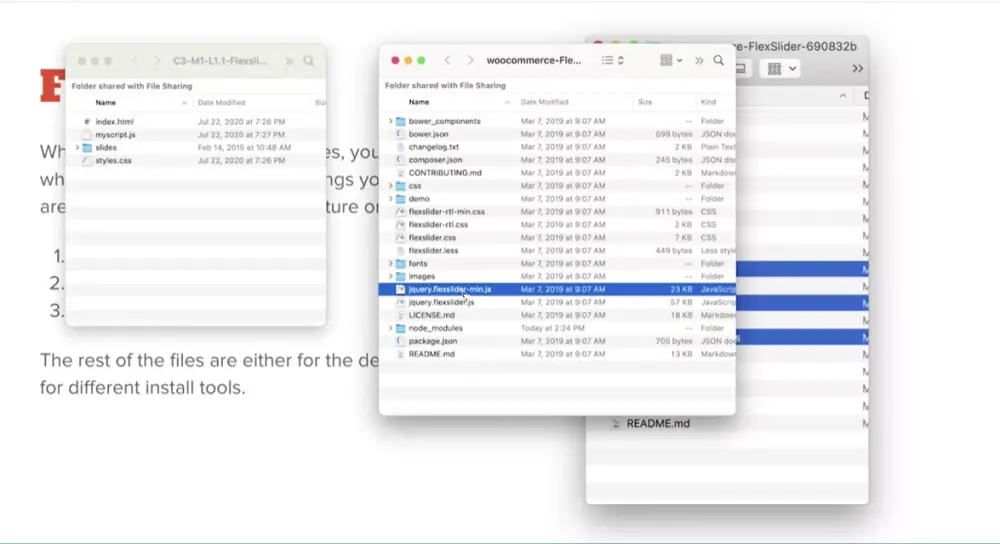 F
Wh
wh
are
1.
2.
3.
es, you
ngs yo
ture or
The rest of the files are either for the de
for different install tools.
C3-M1-L1.1-Flexsli...
Folder shared with File Sharing
Name Date Modified Siz
index.html Jul 22, 2020 at 7:26 PM
myscript.js Jul 22, 2020 at 7:27 PM
slides Feb 14, 2015 at 10:48 AM
styles.css Jul 22, 2020 at 7:26 PM
woocommerce-Fle...
Folder shared with File Sharing
Name Date Modified Size Kind
bower_components Mar 7, 2019 at 9:07 AM -- Folder
bower.json Mar 7, 2019 at 9:07 AM 699 bytes JSON doc
changelog.txt Mar 7, 2019 at 9:07 AM 2 KB Plain Text
composer.json Mar 7, 2019 at 9:07 AM 245 bytes JSON doc
CONTRIBUTING.md Mar 7, 2019 at 9:07 AM 2 KB Markdow
css Mar 7, 2019 at 9:07 AM -- Folder
demo Mar 7, 2019 at 9:07 AM -- Folder
flexslider-rtl-min.css Mar 7, 2019 at 9:07 AM 911 bytes CSS
flexslider-rtl.css Mar 7, 2019 at 9:07 AM 2 KB CSS
flexslider.css Mar 7, 2019 at 9:07 AM 7 KB CSS
flexslider.less Mar 7, 2019 at 9:07 AM 449 bytes Less style
fonts Mar 7, 2019 at 9:07 AM -- Folder
images Mar 7, 2019 at 9:07 AM -- Folder
jquery.flexslider-min.js Mar 7, 2019 at 9:07 AM 23 KB JavaScrip
jquery.flexslider.js Mar 7, 2019 at 9:07 AM 57 KB JavaScrip
LICENSE.md Mar 7, 2019 at 9:07 AM 18 KB Markdow
node_modules Today at 2:24 PM -- Folder
package.json Mar 7, 2019 at 9:07 AM 705 bytes JSON doc
README.md Mar 7, 2019 at 9:07 AM 13 KB Markdow
ce-FlexSlider-690832b
README.md